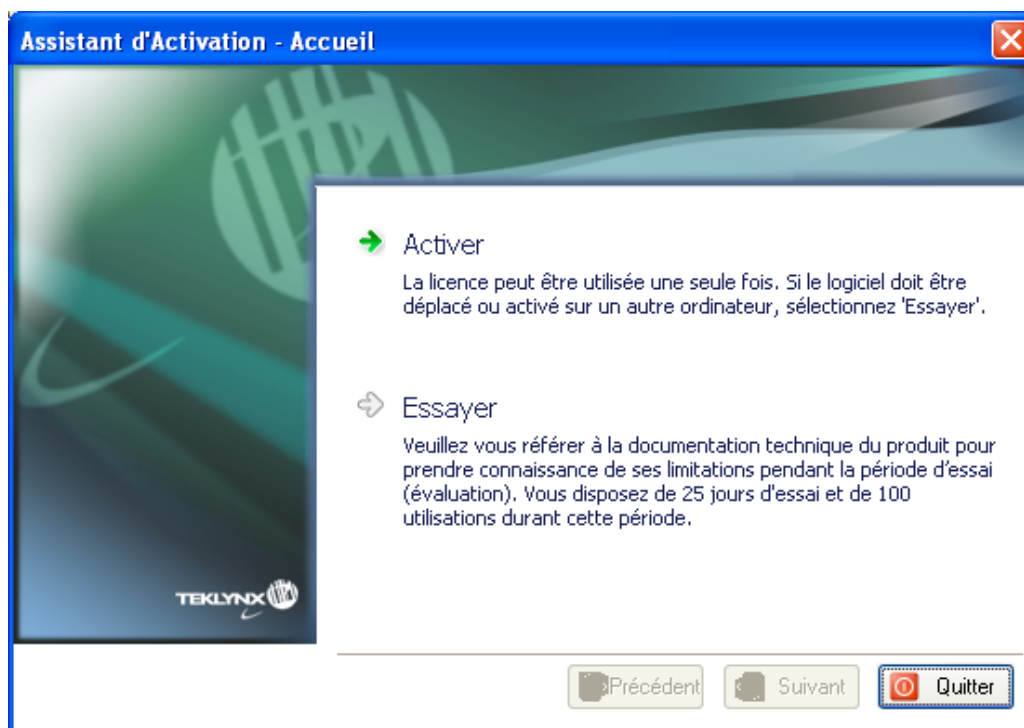 Assistant d'Activation - Accueil
Activer
La licence peut être utilisée une seule fois. Si le logiciel doit être
déplacé ou activé sur un autre ordinateur, sélectionnez 'Essayer'.
Essayer
Veuillez vous référer à la documentation technique du produit pour
prendre connaissance de ses limitations pendant la période d’essai
(évaluation). Vous disposez de 25 jours d'essai et de 100
utilisations durant cette période.
TEKLYNX
Précédent Suivant Quitter